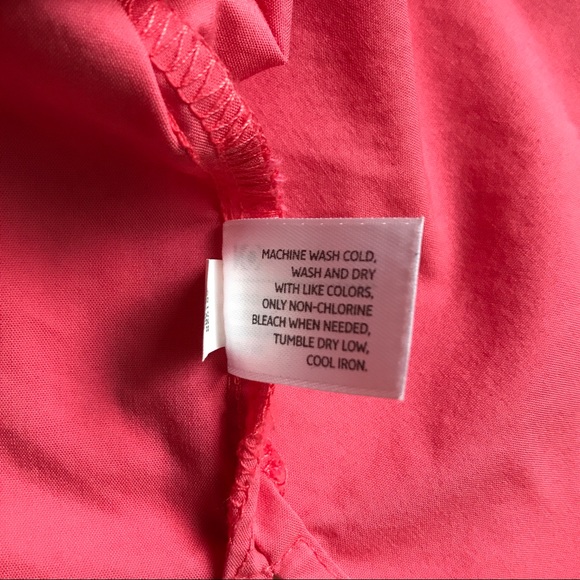 MACHINE WASH COLD,
WASH AND DRY
WITH LIKE COLORS,
ONLY NON-CHLORINE
BLEACH WHEN NEEDED,
TUMBLE DRY LOW,
COOL IRON.